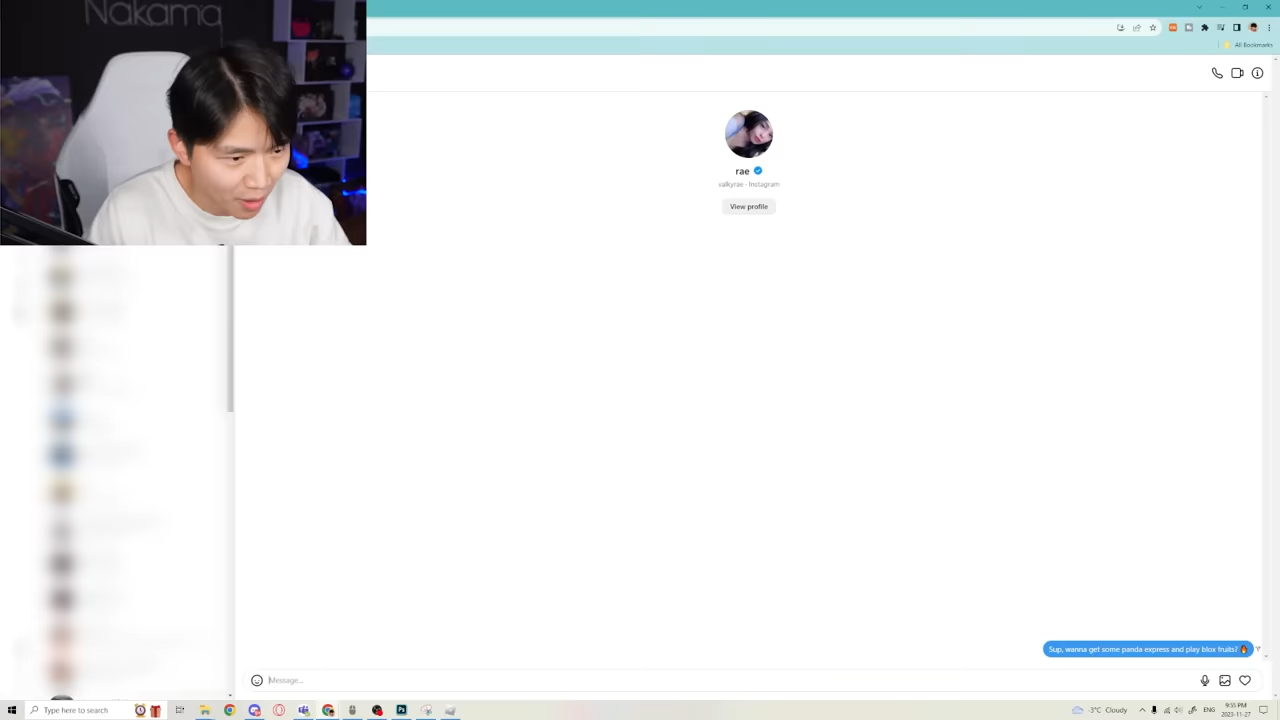 Nakama
All Bookmarks
rae
valkyrae · Instagram
View profile
Sup, wanna get some panda express and play blox fruits? 🔥
Message...
Type here to search
-3°C Cloudy
ENG
9:55 PM
2023-11-27